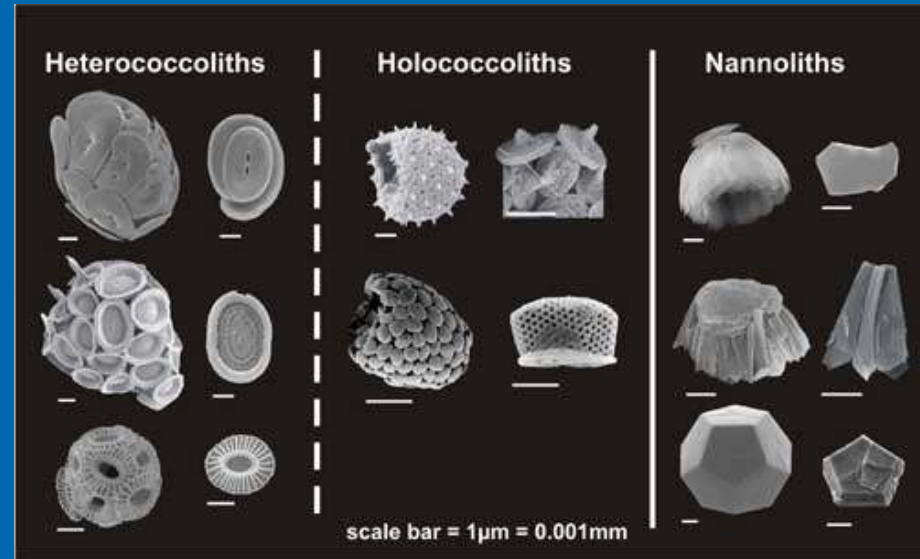 Heterococcoliths
Holococcoliths
Nannoliths
scale bar = 1µm = 0.001mm